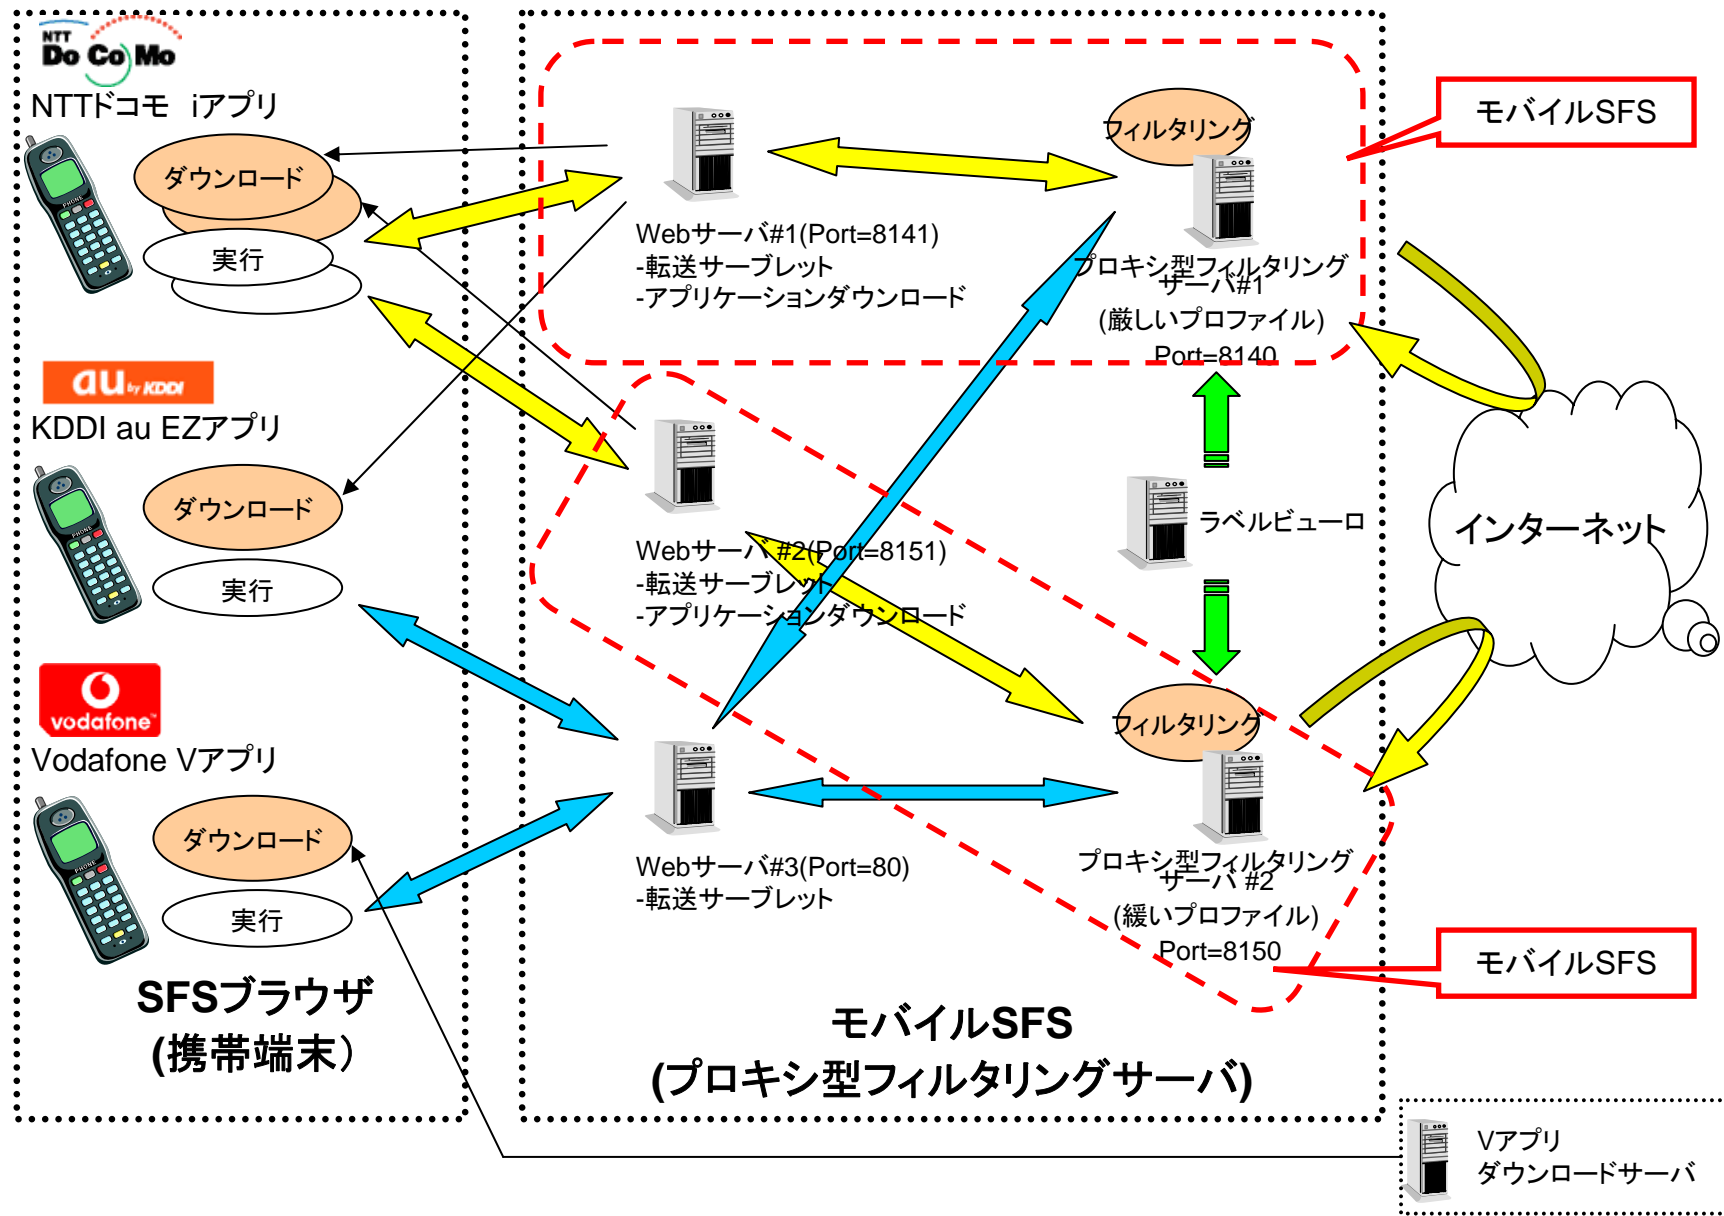 NTT
Do Co Mo
NTTドコモ　iアプリ
ダウンロード
実行
au by KDDI
KDDI au EZアプリ
ダウンロード
実行
vodafone™
Vodafone Vアプリ
ダウンロード
実行
SFSブラウザ
(携帯端末）
Webサーバ#1(Port=8141)
-転送サーブレット
-アプリケーションダウンロード
Webサーバ #2(Port=8151)
-転送サーブレット
-アプリケーションダウンロード
Webサーバ#3(Port=80)
-転送サーブレット
フィルタリング
プロキシ型フィルタリング
サーバ#1
(厳しいプロファイル)
Port=8140
ラベルビューロ
フィルタリング
プロキシ型フィルタリング
サーバ #2
(緩いプロファイル)
Port=8150
モバイルSFS
(プロキシ型フィルタリングサーバ)
モバイルSFS
インターネット
モバイルSFS
Vアプリ
ダウンロードサーバ
PHONE
PHONE
PHONE